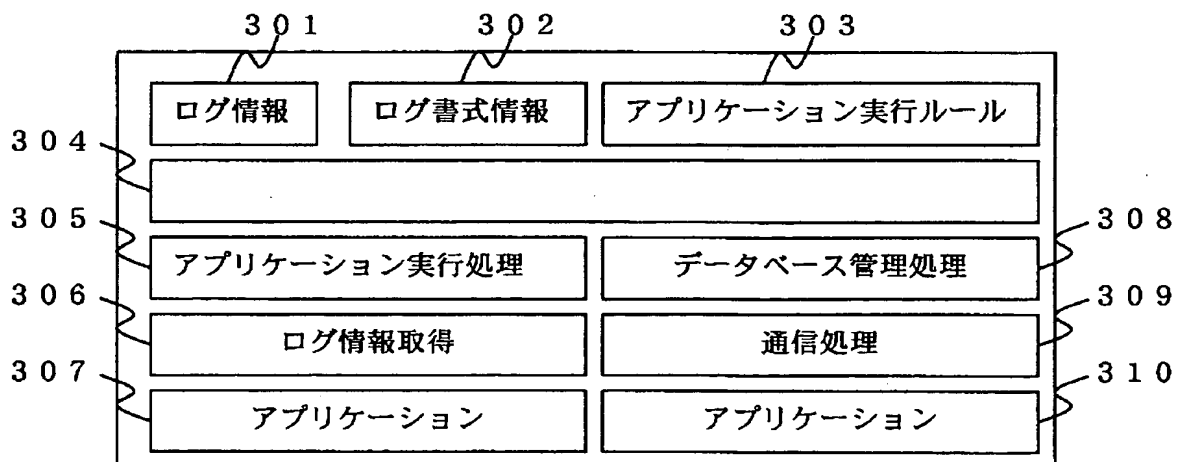 ３０１ ３０２ ３０３
ログ情報 ログ書式情報 アプリケーション実行ルール
３０４
３０５ ３０８
アプリケーション実行処理 データベース管理処理
３０６ ３０９
ログ情報取得 通信処理
３０７ ３１０
アプリケーション アプリケーション